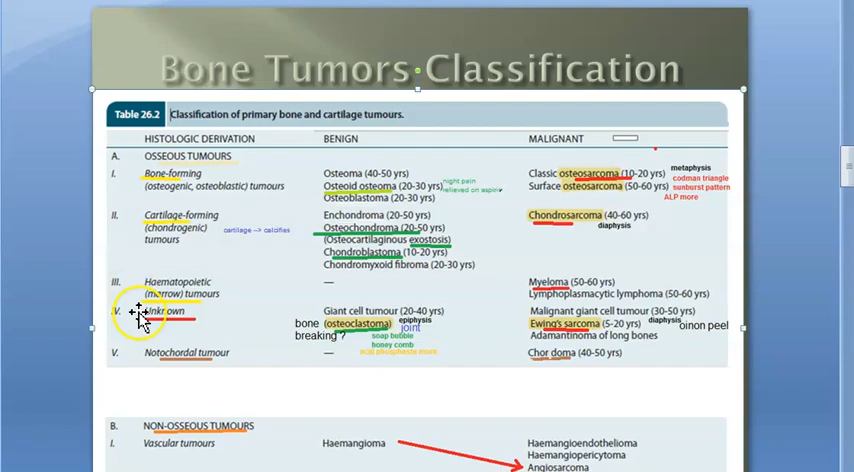 Bone Tumors Classification
Table 26.2 Classification of primary bone and cartilage tumours.
HISTOLOGIC DERIVATION BENIGN MALIGNANT
A. OSSEOUS TUMOURS
I. Bone-forming Osteoma (40-50 yrs) Classic osteosarcoma (10-20 yrs) metaphysis
(osteogenic, osteoblastic) tumours Osteoid osteoma (20-30 yrs) night pain Surface osteosarcoma (50-60 yrs) codman triangle
relieved on aspirin sunburst pattern
Osteoblastoma (20-30 yrs) ALP more
II. Cartilage-forming Enchondroma (20-50 yrs) Chondrosarcoma (40-60 yrs)
(chondrogenic) cartilage --> calcifies Osteochondroma (20-50 yrs) diaphysis
tumours (Osteocartilaginous exostosis)
Chondroblastoma (10-20 yrs)
Chondromyxoid fibroma (20-30 yrs)
III. Haematopoietic — Myeloma (50-60 yrs)
(marrow) tumours Lymphoplasmacytic lymphoma (50-60 yrs)
IV. Unknown Giant cell tumour (20-40 yrs) Malignant giant cell tumour (30-50 yrs)
bone (osteoclastoma) epiphysis Ewing's sarcoma (5-20 yrs) diaphysis oinon peel
joint
breaking ? soap bubble Adamantinoma of long bones
honey comb
acid phosphate more
V. Notochordal tumour — Chor doma (40-50 yrs)
B. NON-OSSEOUS TUMOURS
I. Vascular tumours Haemangioma Haemangioendothelioma
Haemangiopericytoma
Angiosarcoma